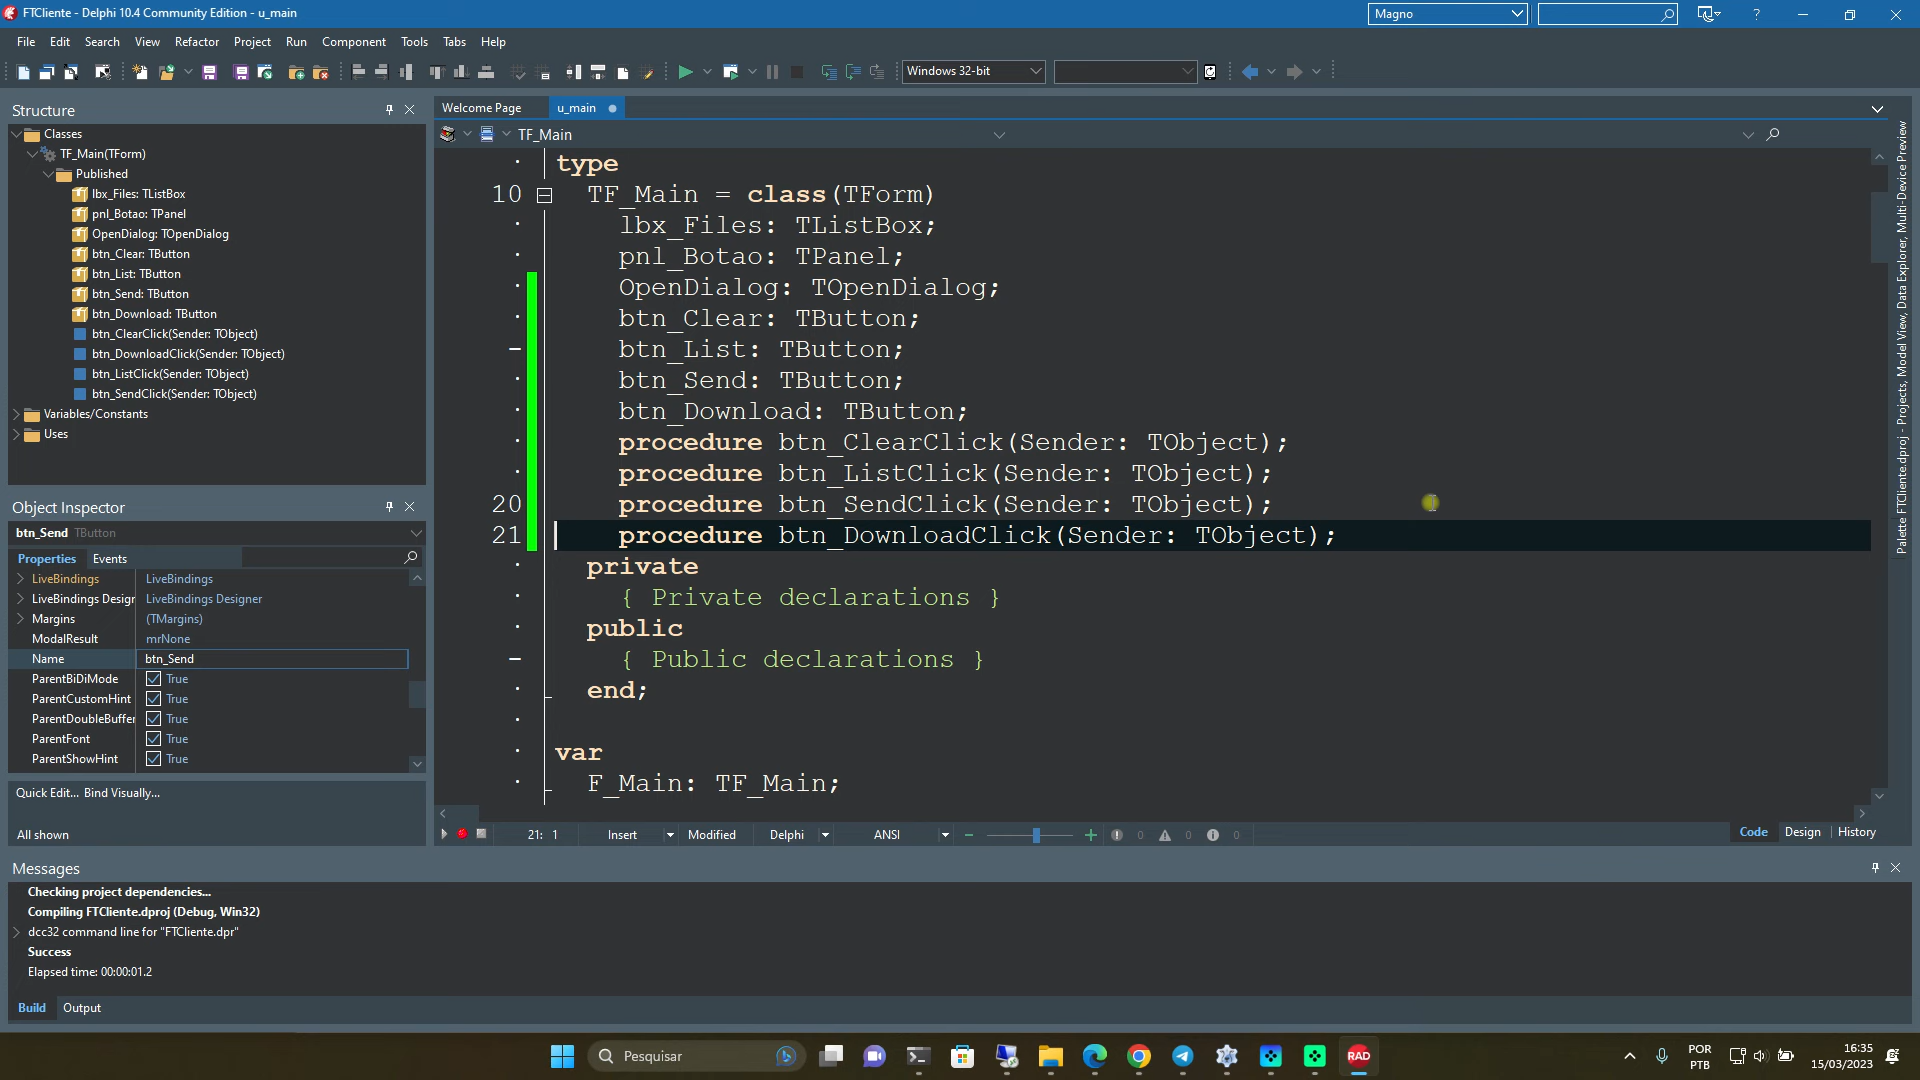 FTCliente - Delphi 10.4 Community Edition - u_main
Magno
?
File Edit Search View Refactor Project Run Component Tools Tabs Help
Windows 32-bit
Structure
Classes
TF_Main(TForm)
Published
lbx_Files: TListBox
pnl_Botao: TPanel
OpenDialog: TOpenDialog
btn_Clear: TButton
btn_List: TButton
btn_Send: TButton
btn_Download: TButton
btn_ClearClick(Sender: TObject)
btn_DownloadClick(Sender: TObject)
btn_ListClick(Sender: TObject)
btn_SendClick(Sender: TObject)
Variables/Constants
Uses
Object Inspector
btn_Send TButton
Properties Events
LiveBindings LiveBindings
LiveBindings Desigr LiveBindings Designer
Margins (TMargins)
ModalResult mrNone
Name btn_Send
ParentBiDiMode True
ParentCustomHint True
ParentDoubleBuffer True
ParentFont True
ParentShowHint True
Quick Edit... Bind Visually...
All shown
Welcome Page u_main
TF_Main
type
10 TF_Main = class(TForm)
lbx_Files: TListBox;
pnl_Botao: TPanel;
OpenDialog: TOpenDialog;
btn_Clear: TButton;
btn_List: TButton;
btn_Send: TButton;
btn_Download: TButton;
procedure btn_ClearClick(Sender: TObject);
procedure btn_ListClick(Sender: TObject);
20 procedure btn_SendClick(Sender: TObject);
21 procedure btn_DownloadClick(Sender: TObject);
private
{ Private declarations }
public
{ Public declarations }
end;
var
F_Main: TF_Main;
21: 1 Insert Modified Delphi ANSI 0 0 0
Code Design History
Palette FTCliente.dproj - Projects, Model View, Data Explorer, Multi-Device Preview
Messages
Checking project dependencies...
Compiling FTCliente.dproj (Debug, Win32)
dcc32 command line for "FTCliente.dpr"
Success
Elapsed time: 00:00:01.2
Build Output
Pesquisar
RAD
POR
PTB
16:35
15/03/2023